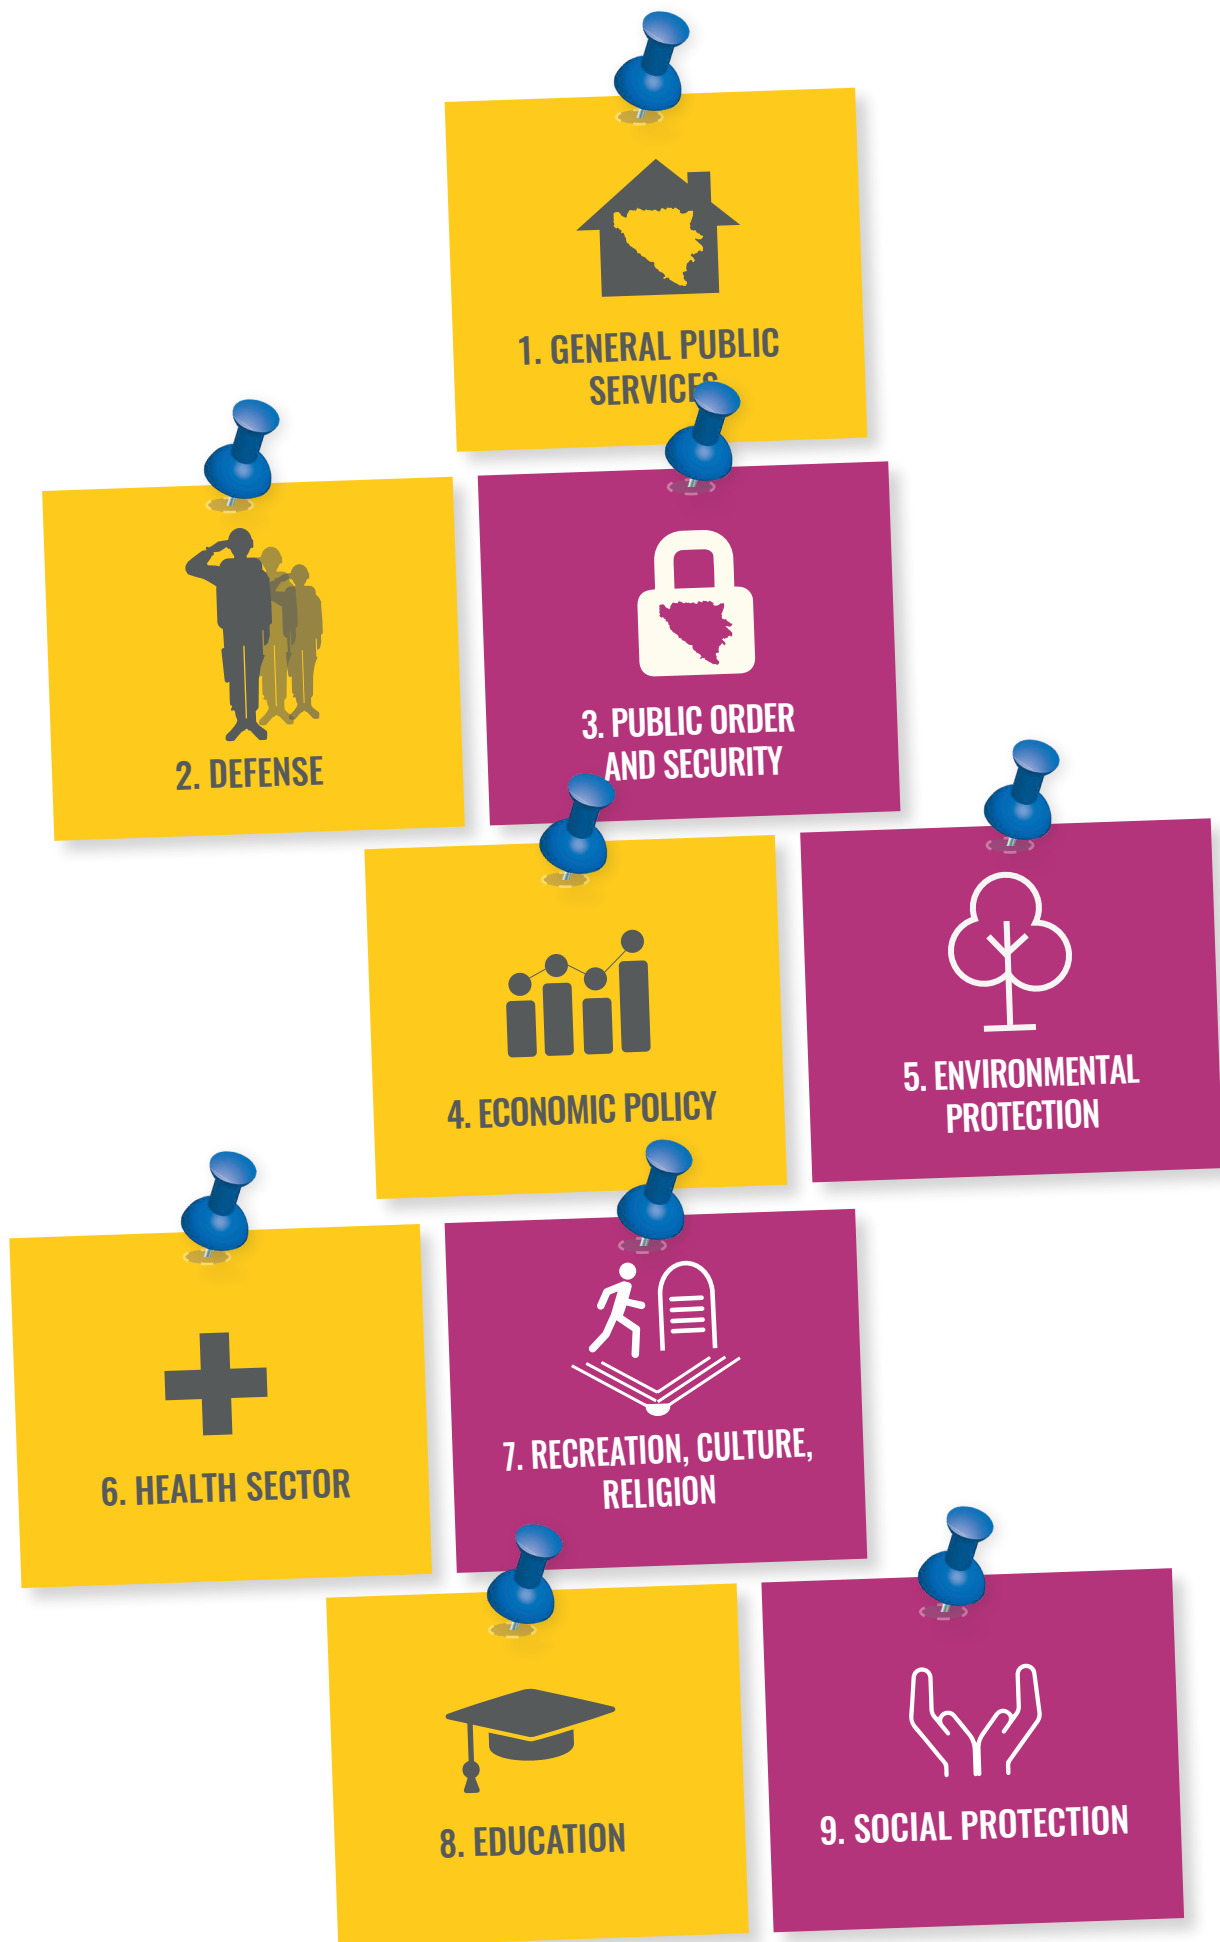 1. GENERAL PUBLIC
SERVICES
2. DEFENSE
3. PUBLIC ORDER
AND SECURITY
4. ECONOMIC POLICY
5. ENVIRONMENTAL
PROTECTION
6. HEALTH SECTOR
7. RECREATION, CULTURE,
RELIGION
8. EDUCATION
9. SOCIAL PROTECTION